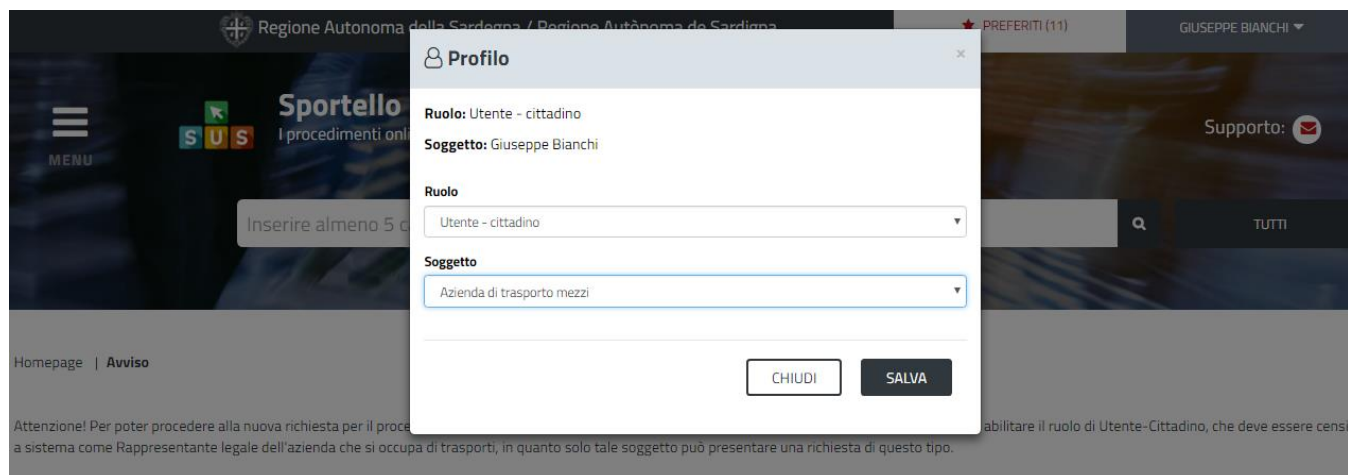 Regione Autonoma della Sardegna / Regione Autònoma de Sardigna
PREFERITI (11)
GIUSEPPE BIANCHI
Profilo
×
MENU
S U S
Sportello
I procedimenti onli
Supporto:
Ruolo: Utente - cittadino
Soggetto: Giuseppe Bianchi
Ruolo
Utente - cittadino
Inserire almeno 5 c
TUTTI
Soggetto
Azienda di trasporto mezzi
CHIUDI
SALVA
Homepage | Avviso
Attenzione! Per poter procedere alla nuova richiesta per il proce abilitare il ruolo di Utente-Cittadino, che deve essere censi
a sistema come Rappresentante legale dell'azienda che si occupa di trasporti, in quanto solo tale soggetto può presentare una richiesta di questo tipo.